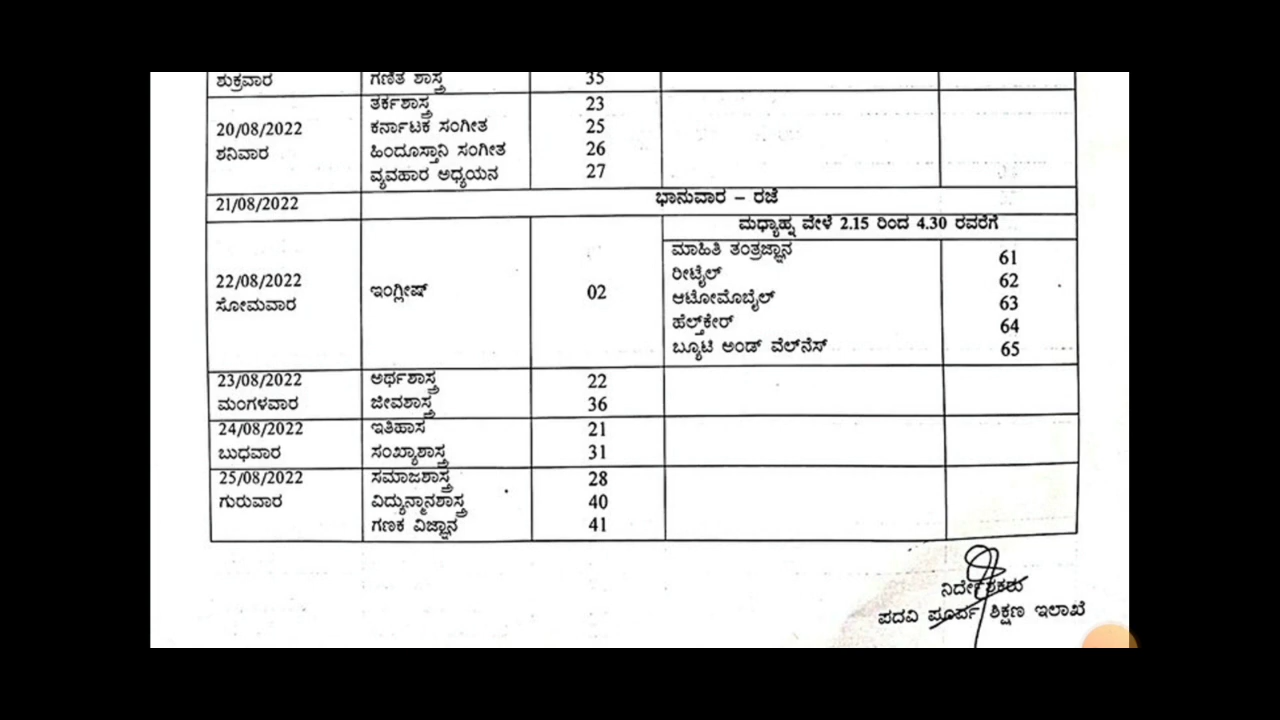 ಶುಕ್ರವಾರ ಗಣಿತ ಶಾಸ್ತ್ರ 35
ತರ್ಕಶಾಸ್ತ್ರ 23
20/08/2022 ಕರ್ನಾಟಕ ಸಂಗೀತ 25
ಶನಿವಾರ ಹಿಂದೂಸ್ತಾನಿ ಸಂಗೀತ 26
ವ್ಯವಹಾರ ಅಧ್ಯಯನ 27
21/08/2022 ಭಾನುವಾರ – ರಜೆ
ಮಧ್ಯಾಹ್ನ ವೇಳೆ 2.15 ರಿಂದ 4.30 ರವರೆಗೆ
22/08/2022
ಸೋಮವಾರ
ಇಂಗ್ಲೀಷ್ 02
ಮಾಹಿತಿ ತಂತ್ರಜ್ಞಾನ 61
ರೀಟೈಲ್ 62
ಆಟೋಮೊಬೈಲ್ 63
ಹೆಲ್ತ್‌ಕೇರ್ 64
ಬ್ಯೂಟಿ ಅಂಡ್ ವೆಲ್‌ನೆಸ್ 65
23/08/2022 ಅರ್ಥಶಾಸ್ತ್ರ 22
ಮಂಗಳವಾರ ಜೀವಶಾಸ್ತ್ರ 36
24/08/2022 ಇತಿಹಾಸ 21
ಬುಧವಾರ ಸಂಖ್ಯಾಶಾಸ್ತ್ರ 31
25/08/2022 ಸಮಾಜಶಾಸ್ತ್ರ 28
ಗುರುವಾರ ವಿದ್ಯುನ್ಮಾನಶಾಸ್ತ್ರ 40
ಗಣಕ ವಿಜ್ಞಾನ 41
ನಿರ್ದೇಶಕರು
ಪದವಿ ಪೂರ್ವ ಶಿಕ್ಷಣ ಇಲಾಖೆ